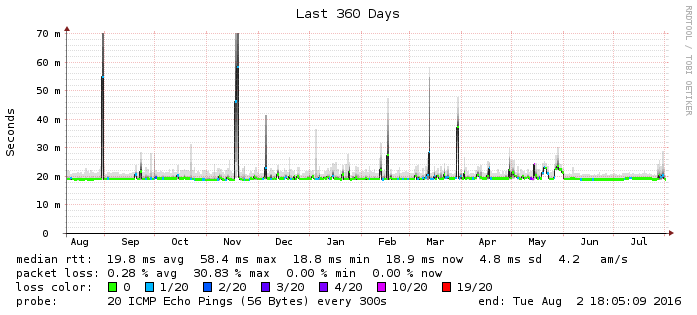 Last 360 Days
RRDTOOL / TOBI OETIKER
Seconds
70 m
60 m
50 m
40 m
30 m
20 m
10 m
0
Aug Sep Oct Nov Dec Jan Feb Mar Apr May Jun Jul
median rtt: 19.8 ms avg 58.4 ms max 18.8 ms min 18.9 ms now 4.8 ms sd 4.2 am/s
packet loss: 0.28 % avg 30.83 % max 0.00 % min 0.00 % now
loss color: 0 1/20 2/20 3/20 4/20 10/20 19/20
probe: 20 ICMP Echo Pings (56 Bytes) every 300s end: Tue Aug 2 18:05:09 2016